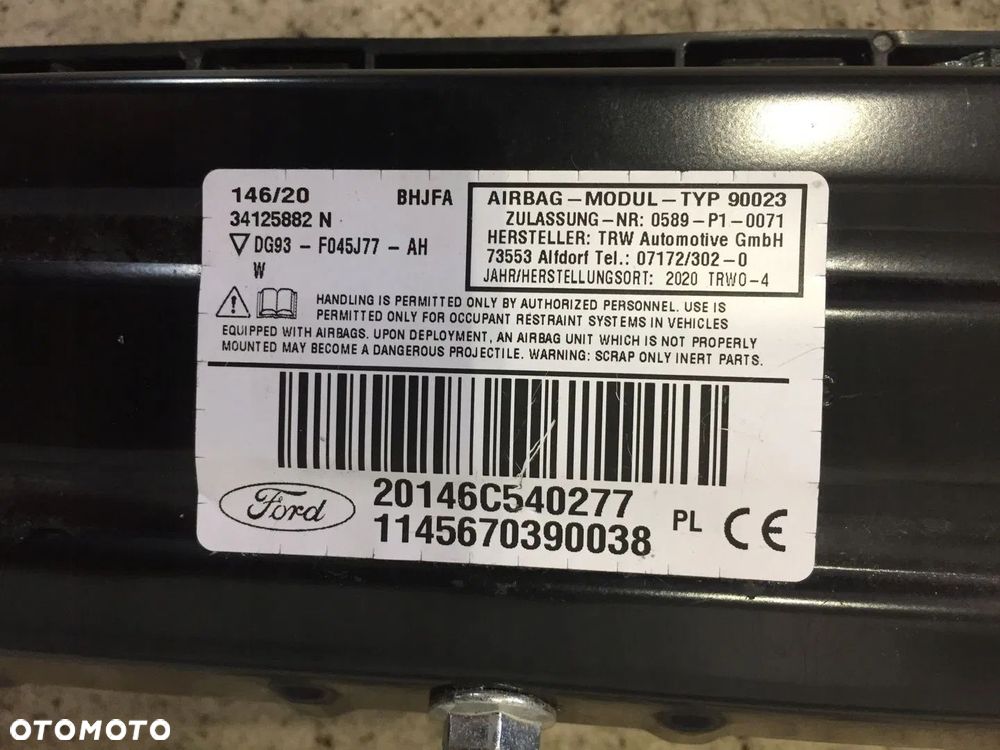 146/20 BHJFA
34125882 N
DG93 - F045J77 - AH
W
AIRBAG-MODUL-TYP 90023
ZULASSUNG-NR: 0589-P1-0071
HERSTELLER: TRW Automotive GmbH
73553 Alfdorf Tel.: 07172/302-0
JAHR/HERSTELLUNGSORT: 2020 TRWO-4
HANDLING IS PERMITTED ONLY BY AUTHORIZED PERSONNEL. USE IS
PERMITTED ONLY FOR OCCUPANT RESTRAINT SYSTEMS IN VEHICLES
EQUIPPED WITH AIRBAGS. UPON DEPLOYMENT, AN AIRBAG UNIT WHICH IS NOT PROPERLY
MOUNTED MAY BECOME A DANGEROUS PROJECTILE. WARNING: SCRAP ONLY INERT PARTS.
Ford
20146C540277
1145670390038
PL CE
OTOMOTO